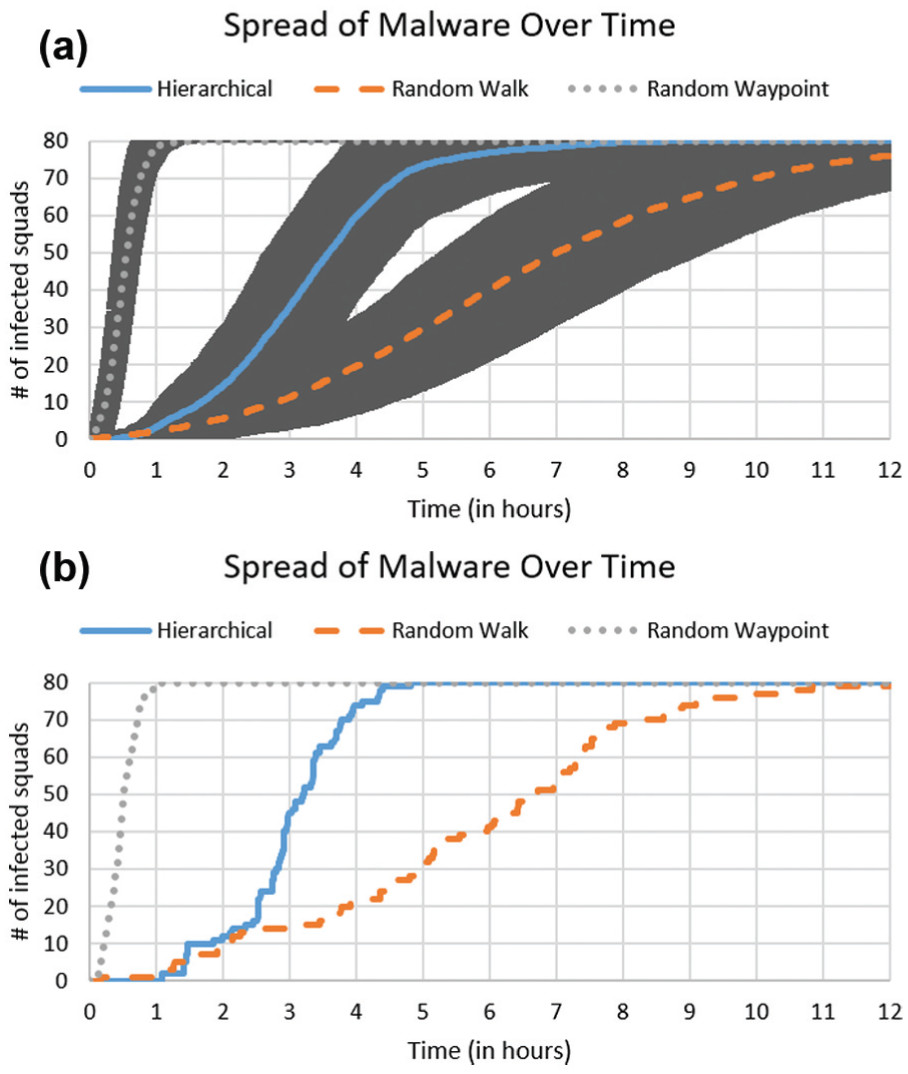 (a)
Spread of Malware Over Time
Hierarchical Random Walk Random Waypoint
80
70
60
50
40
30
20
10
0
# of infected squads
0 1 2 3 4 5 6 7 8 9 10 11 12
Time (in hours)
(b)
Spread of Malware Over Time
Hierarchical Random Walk Random Waypoint
80
70
60
50
40
30
20
10
0
# of infected squads
0 1 2 3 4 5 6 7 8 9 10 11 12
Time (in hours)